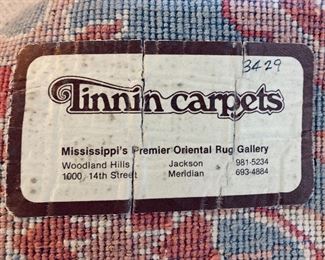 3429
Tinnin carpets
Mississippi's Premier Oriental Rug Gallery
Woodland Hills Jackson 981-5234
1000, 14th Street Meridian 693-4884